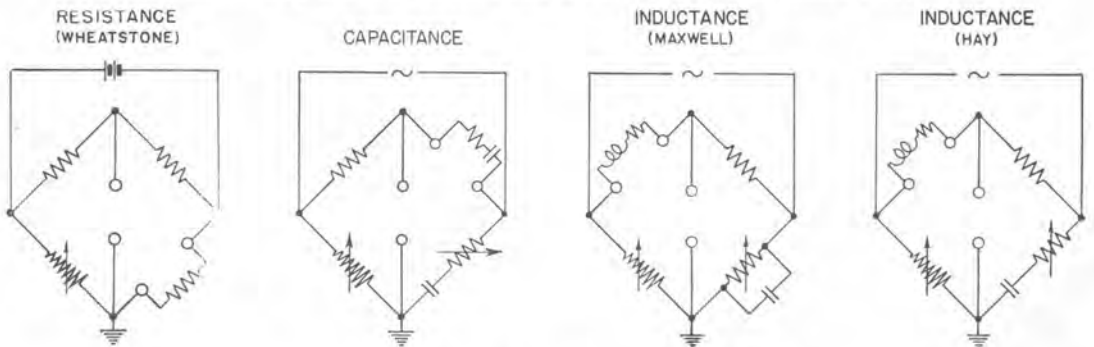 RESISTANCE
(WHEATSTONE)
CAPACITANCE
INDUCTANCE
(MAXWELL)
INDUCTANCE
(HAY)